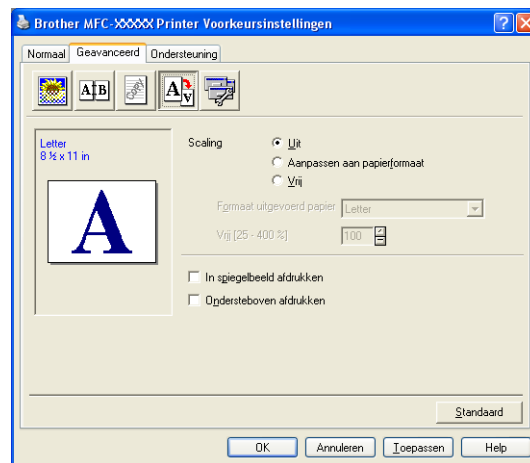 Brother MFC-XXXXX Printer Voorkeursinstellingen
Normaal Geavanceerd Ondersteuning
A B
A A
Letter
8 ½ x 11 in
A
Scaling
Uit
Aanpassen aan papierformaat
Vrij
Formaat uitgevoerd papier Letter
Vrij [25 - 400 %] 100
In spiegelbeeld afdrukken
Ondersteboven afdrukken
Standaard
OK Annuleren Toepassen Help